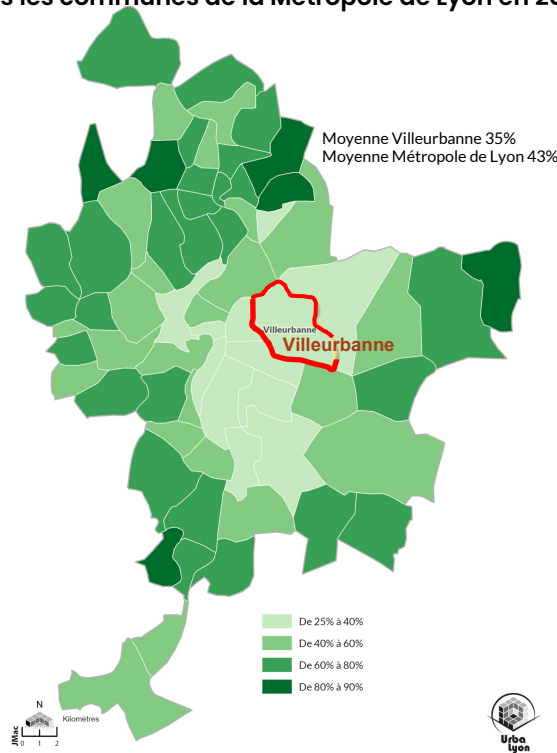 s les communes de la Métropole de Lyon en 20
Moyenne Villeurbanne 35%
Moyenne Métropole de Lyon 43%
Villeurbanne
Villeurbanne
De 25% à 40%
De 40% à 60%
De 60% à 80%
De 80% à 90%
N
Kilomètres
JMac
0 1 2
Urba
Lyon